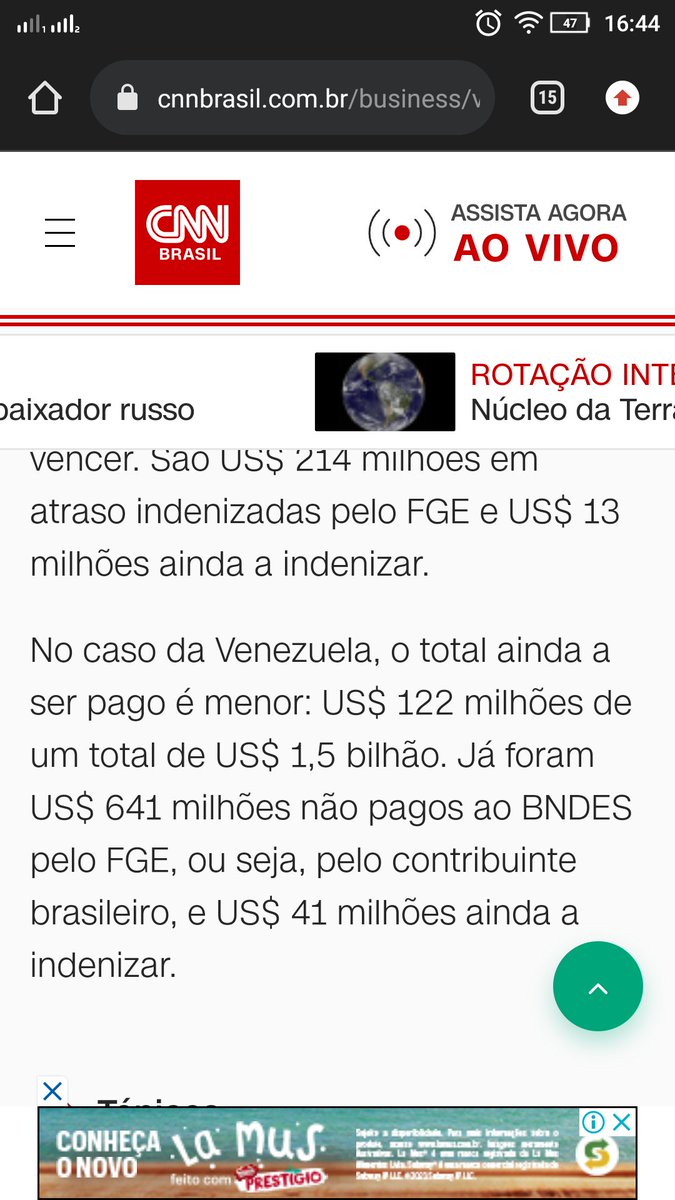 47 16:44
cnnbrasil.com.br/business/v
15
CNN
BRASIL
ASSISTA AGORA
AO VIVO
baixador russo
ROTAÇÃO INTE
Núcleo da Terra
vencer. São US$ 214 milhões em
atraso indenizadas pelo FGE e US$ 13
milhões ainda a indenizar.
No caso da Venezuela, o total ainda a
ser pago é menor: US$ 122 milhões de
um total de US$ 1,5 bilhão. Já foram
US$ 641 milhões não pagos ao BNDES
pelo FGE, ou seja, pelo contribuinte
brasileiro, e US$ 41 milhões ainda a
indenizar.
Tópicos
CONHEÇA
O NOVO
La Mus.
feito com PRESTÍGIO